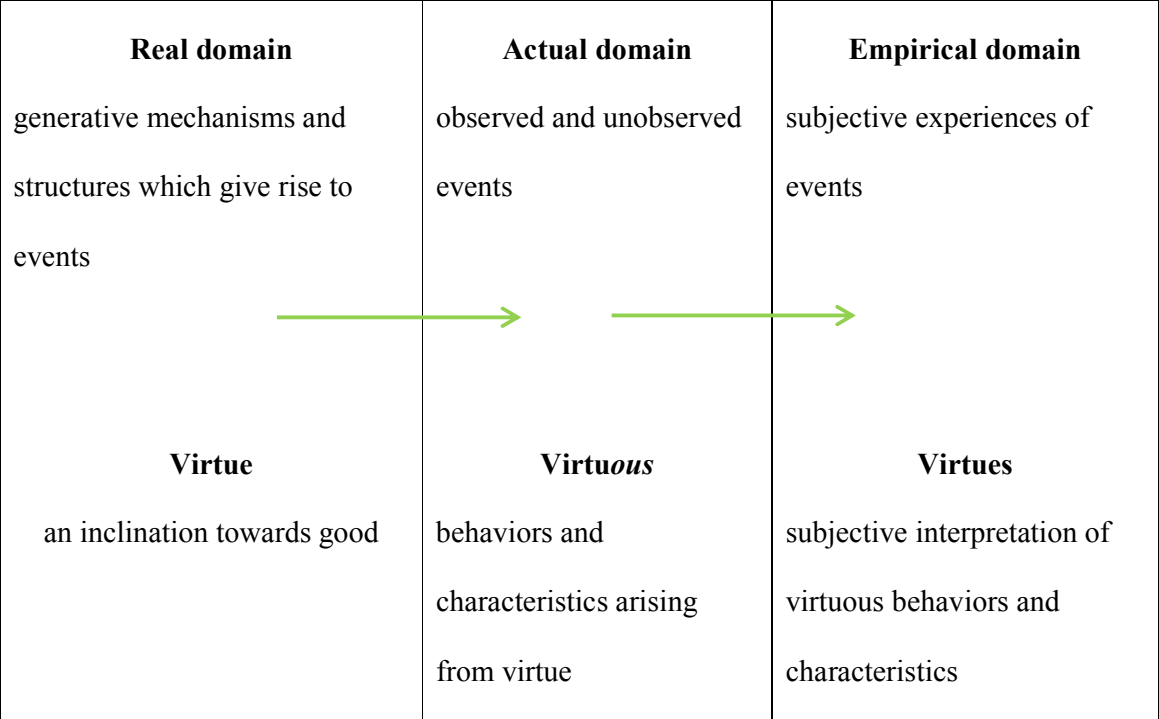 Real domain
generative mechanisms and
structures which give rise to
events
Actual domain
observed and unobserved
events
Empirical domain
subjective experiences of
events
Virtue
an inclination towards good
Virtuous
behaviors and
characteristics arising
from virtue
Virtues
subjective interpretation of
virtuous behaviors and
characteristics